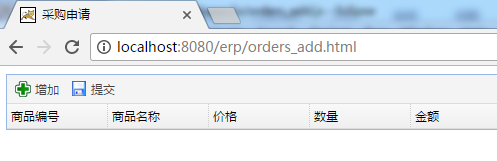 采购申请
localhost:8080/erp/orders_add.html
增加 提交
商品编号 商品名称 价格 数量 金额